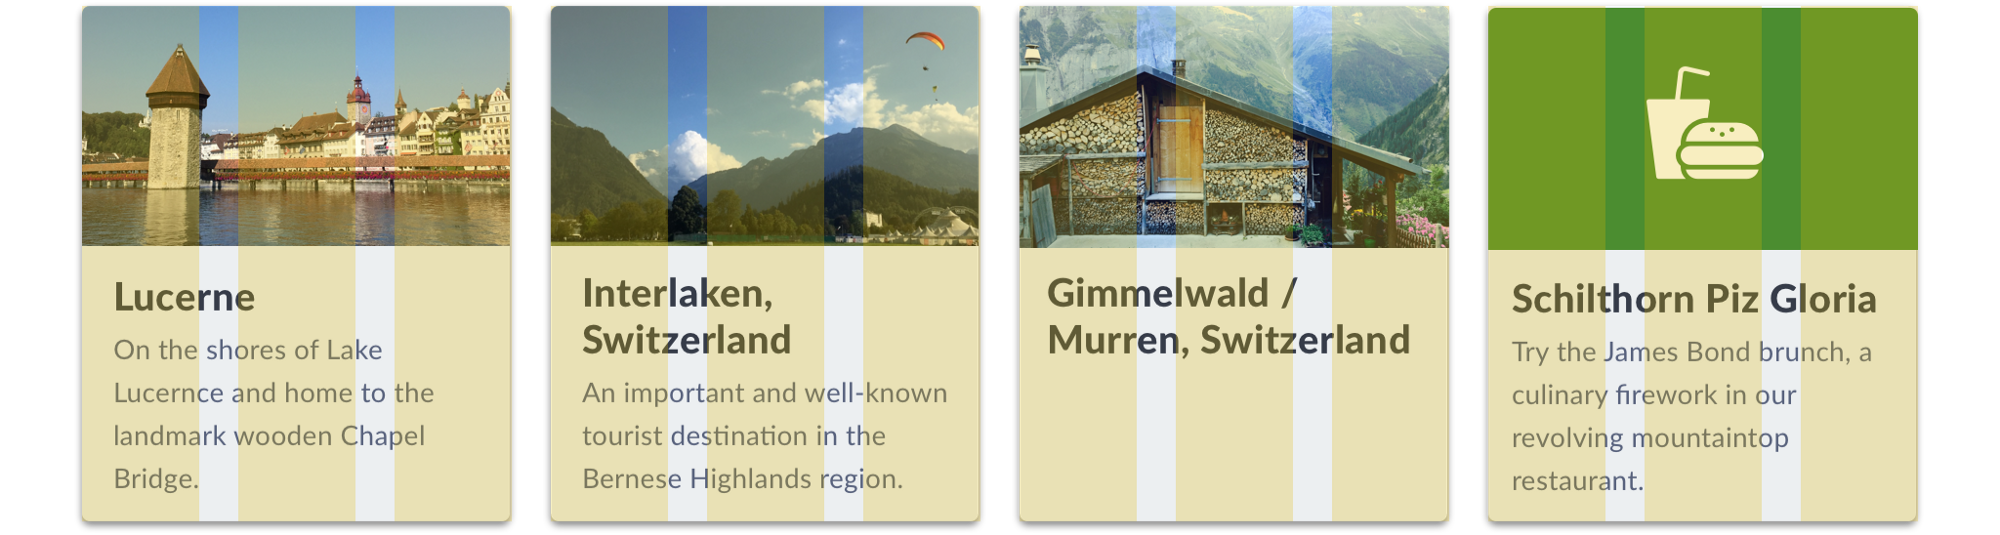 Lucerne
On the shores of Lake
Lucernce and home to the
landmark wooden Chapel
Bridge.
Interlaken,
Switzerland
An important and well-known
tourist destination in the
Bernese Highlands region.
Gimmelwald /
Murren, Switzerland
Schilthorn Piz Gloria
Try the James Bond brunch, a
culinary firework in our
revolving mountaintop
restaurant.